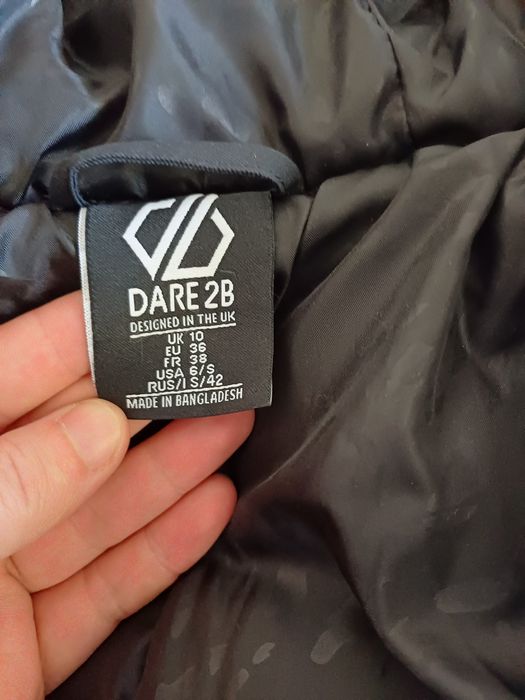 DARE 2B
DESIGNED IN THE UK
UK 10
EU 36
FR 38
USA 6/S
RUS/I S/42
MADE IN BANGLADESH